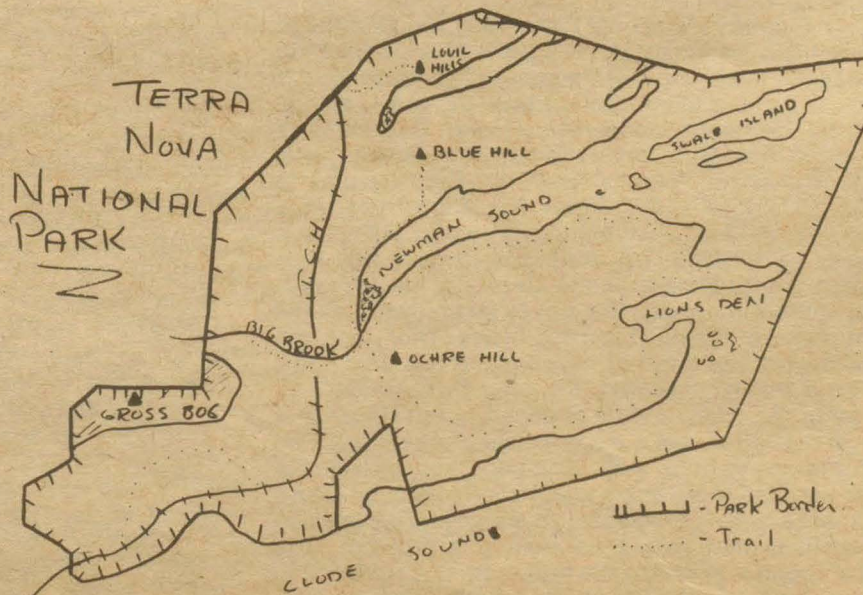 TERRA
NOVA
NATIONAL
PARK
LOUIL
HILLS
BLUE HILL
SWALE ISLAND
NEWMAN SOUND
T.C.H
LIONS DEN
BIG BROOK
OCHRE HILL
GROSS BOG
CLODE SOUND
- Park Border
- Trail